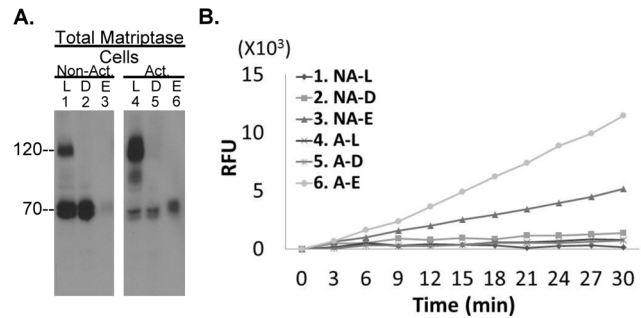 A.
Total Matriptase
Cells
Non-Act. Act.
L D E L D E
1 2 3 4 5 6
120--
70--
B.
(X10³)
15
10
5
0
RFU
1. NA-L
2. NA-D
3. NA-E
4. A-L
5. A-D
6. A-E
0 3 6 9 12 15 18 21 24 27 30
Time (min)